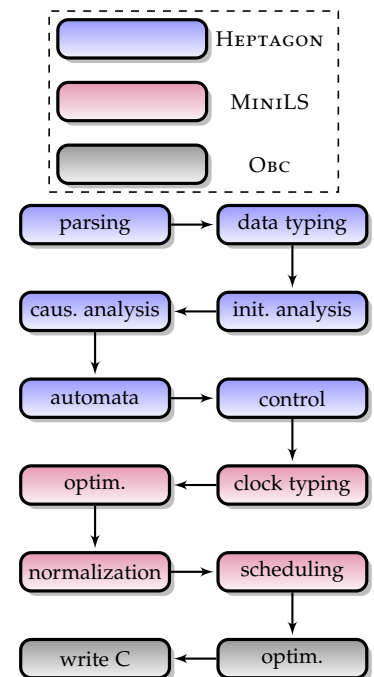 HEPTAGON
MINILS
OBC
parsing
data typing
caus. analysis
init. analysis
automata
control
optim.
clock typing
normalization
scheduling
write C
optim.